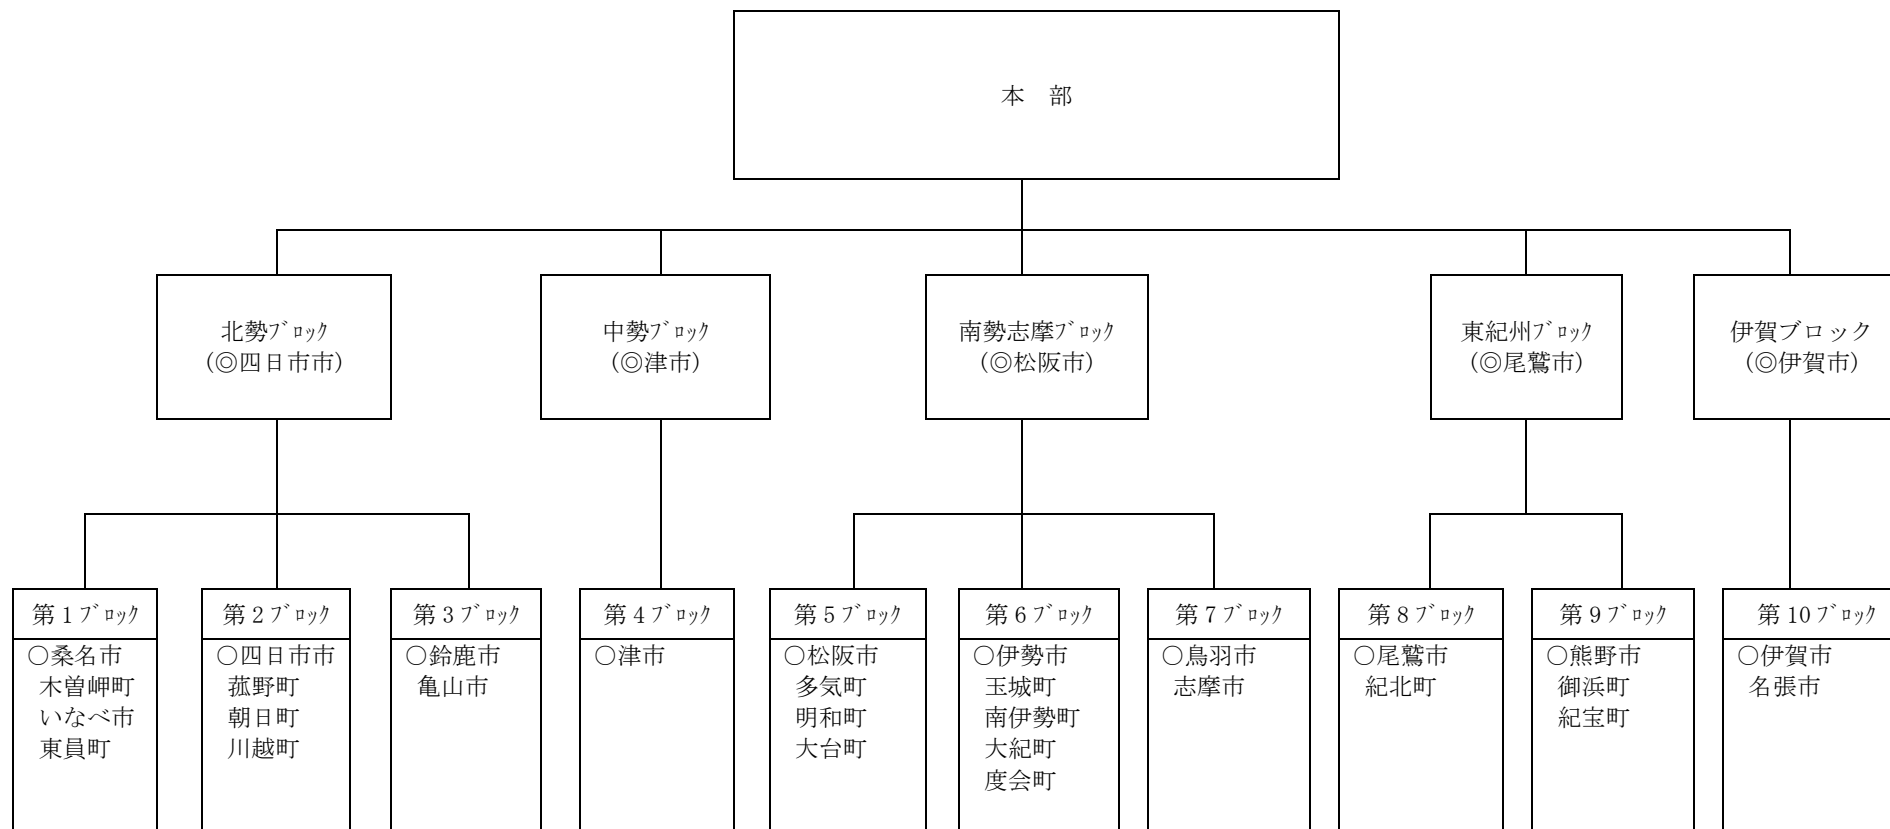 本　部
北勢ﾌﾞﾛｯｸ
(◎四日市市)
中勢ﾌﾞﾛｯｸ
(◎津市)
南勢志摩ﾌﾞﾛｯｸ
(◎松阪市)
東紀州ﾌﾞﾛｯｸ
(◎尾鷲市)
伊賀ブロック
(◎伊賀市)
第１ﾌﾞﾛｯｸ
○桑名市
木曽岬町
いなべ市
東員町
第２ﾌﾞﾛｯｸ
○四日市市
菰野町
朝日町
川越町
第３ﾌﾞﾛｯｸ
○鈴鹿市
亀山市
第４ﾌﾞﾛｯｸ
○津市
第５ﾌﾞﾛｯｸ
○松阪市
多気町
明和町
大台町
第６ﾌﾞﾛｯｸ
○伊勢市
玉城町
南伊勢町
大紀町
度会町
第７ﾌﾞﾛｯｸ
○鳥羽市
志摩市
第８ﾌﾞﾛｯｸ
○尾鷲市
紀北町
第９ﾌﾞﾛｯｸ
○熊野市
御浜町
紀宝町
第10ﾌﾞﾛｯｸ
○伊賀市
名張市